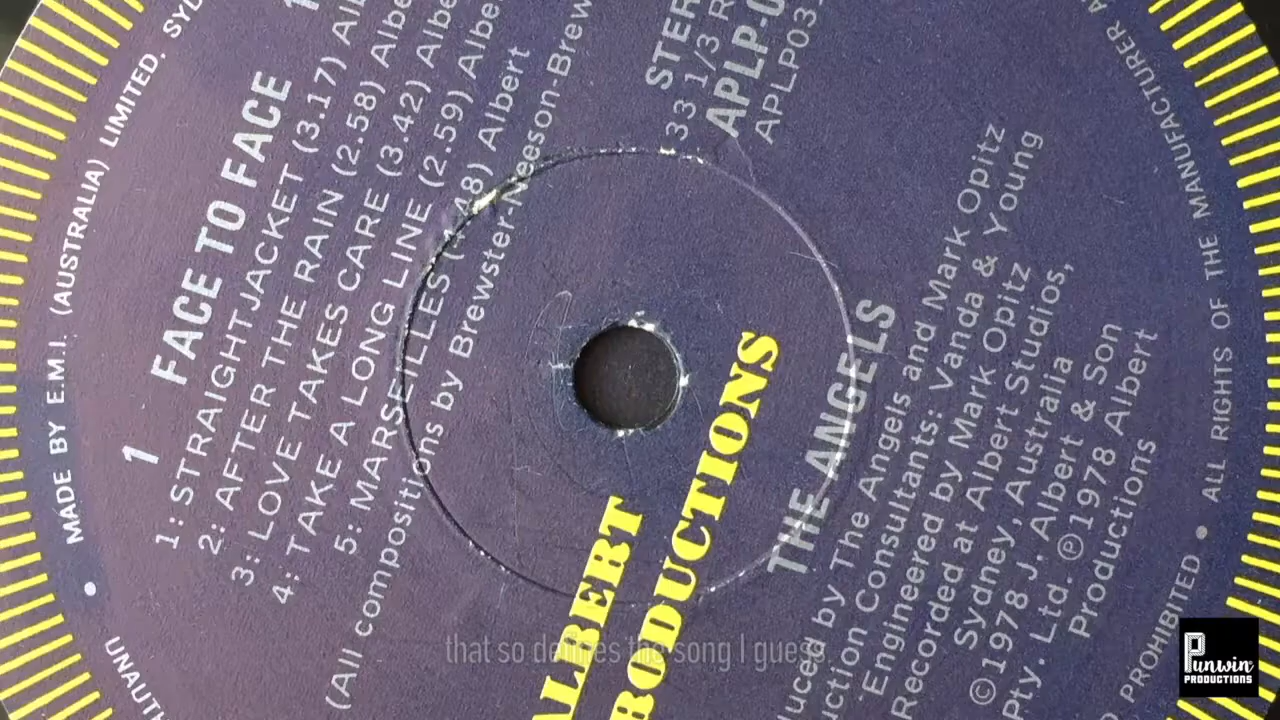 MADE BY E.M.I. (AUSTRALIA) LIMITED, SYD
1
FACE TO FACE
1: STRAIGHTJACKET (3.17) Al
2: AFTER THE RAIN (2.58) Albe
3: LOVE TAKES CARE (3.42) Albe
4: TAKE A LONG LINE (2.59) Albe
5: MARSEILLES ( 48) Albert
(All compositions by Brewster-Neeson-Brew
STER
33 1/3 R
APLP-0
APLP031
ALBERT
PRODUCTIONS
THE ANGELS
duced by The Angels and Mark Opitz
uction Consultants: Vanda & Young
Engineered by Mark Opitz
Recorded at Albert Studios,
Sydney, Australia
© 1978 J. Albert & Son
Pty. Ltd. ℗ 1978 Albert
Productions
ALL RIGHTS OF THE MANUFACTURER A
PROHIBITED •
UNAUTH
that so defines the song I guess
Punwin
PRODUCTIONS